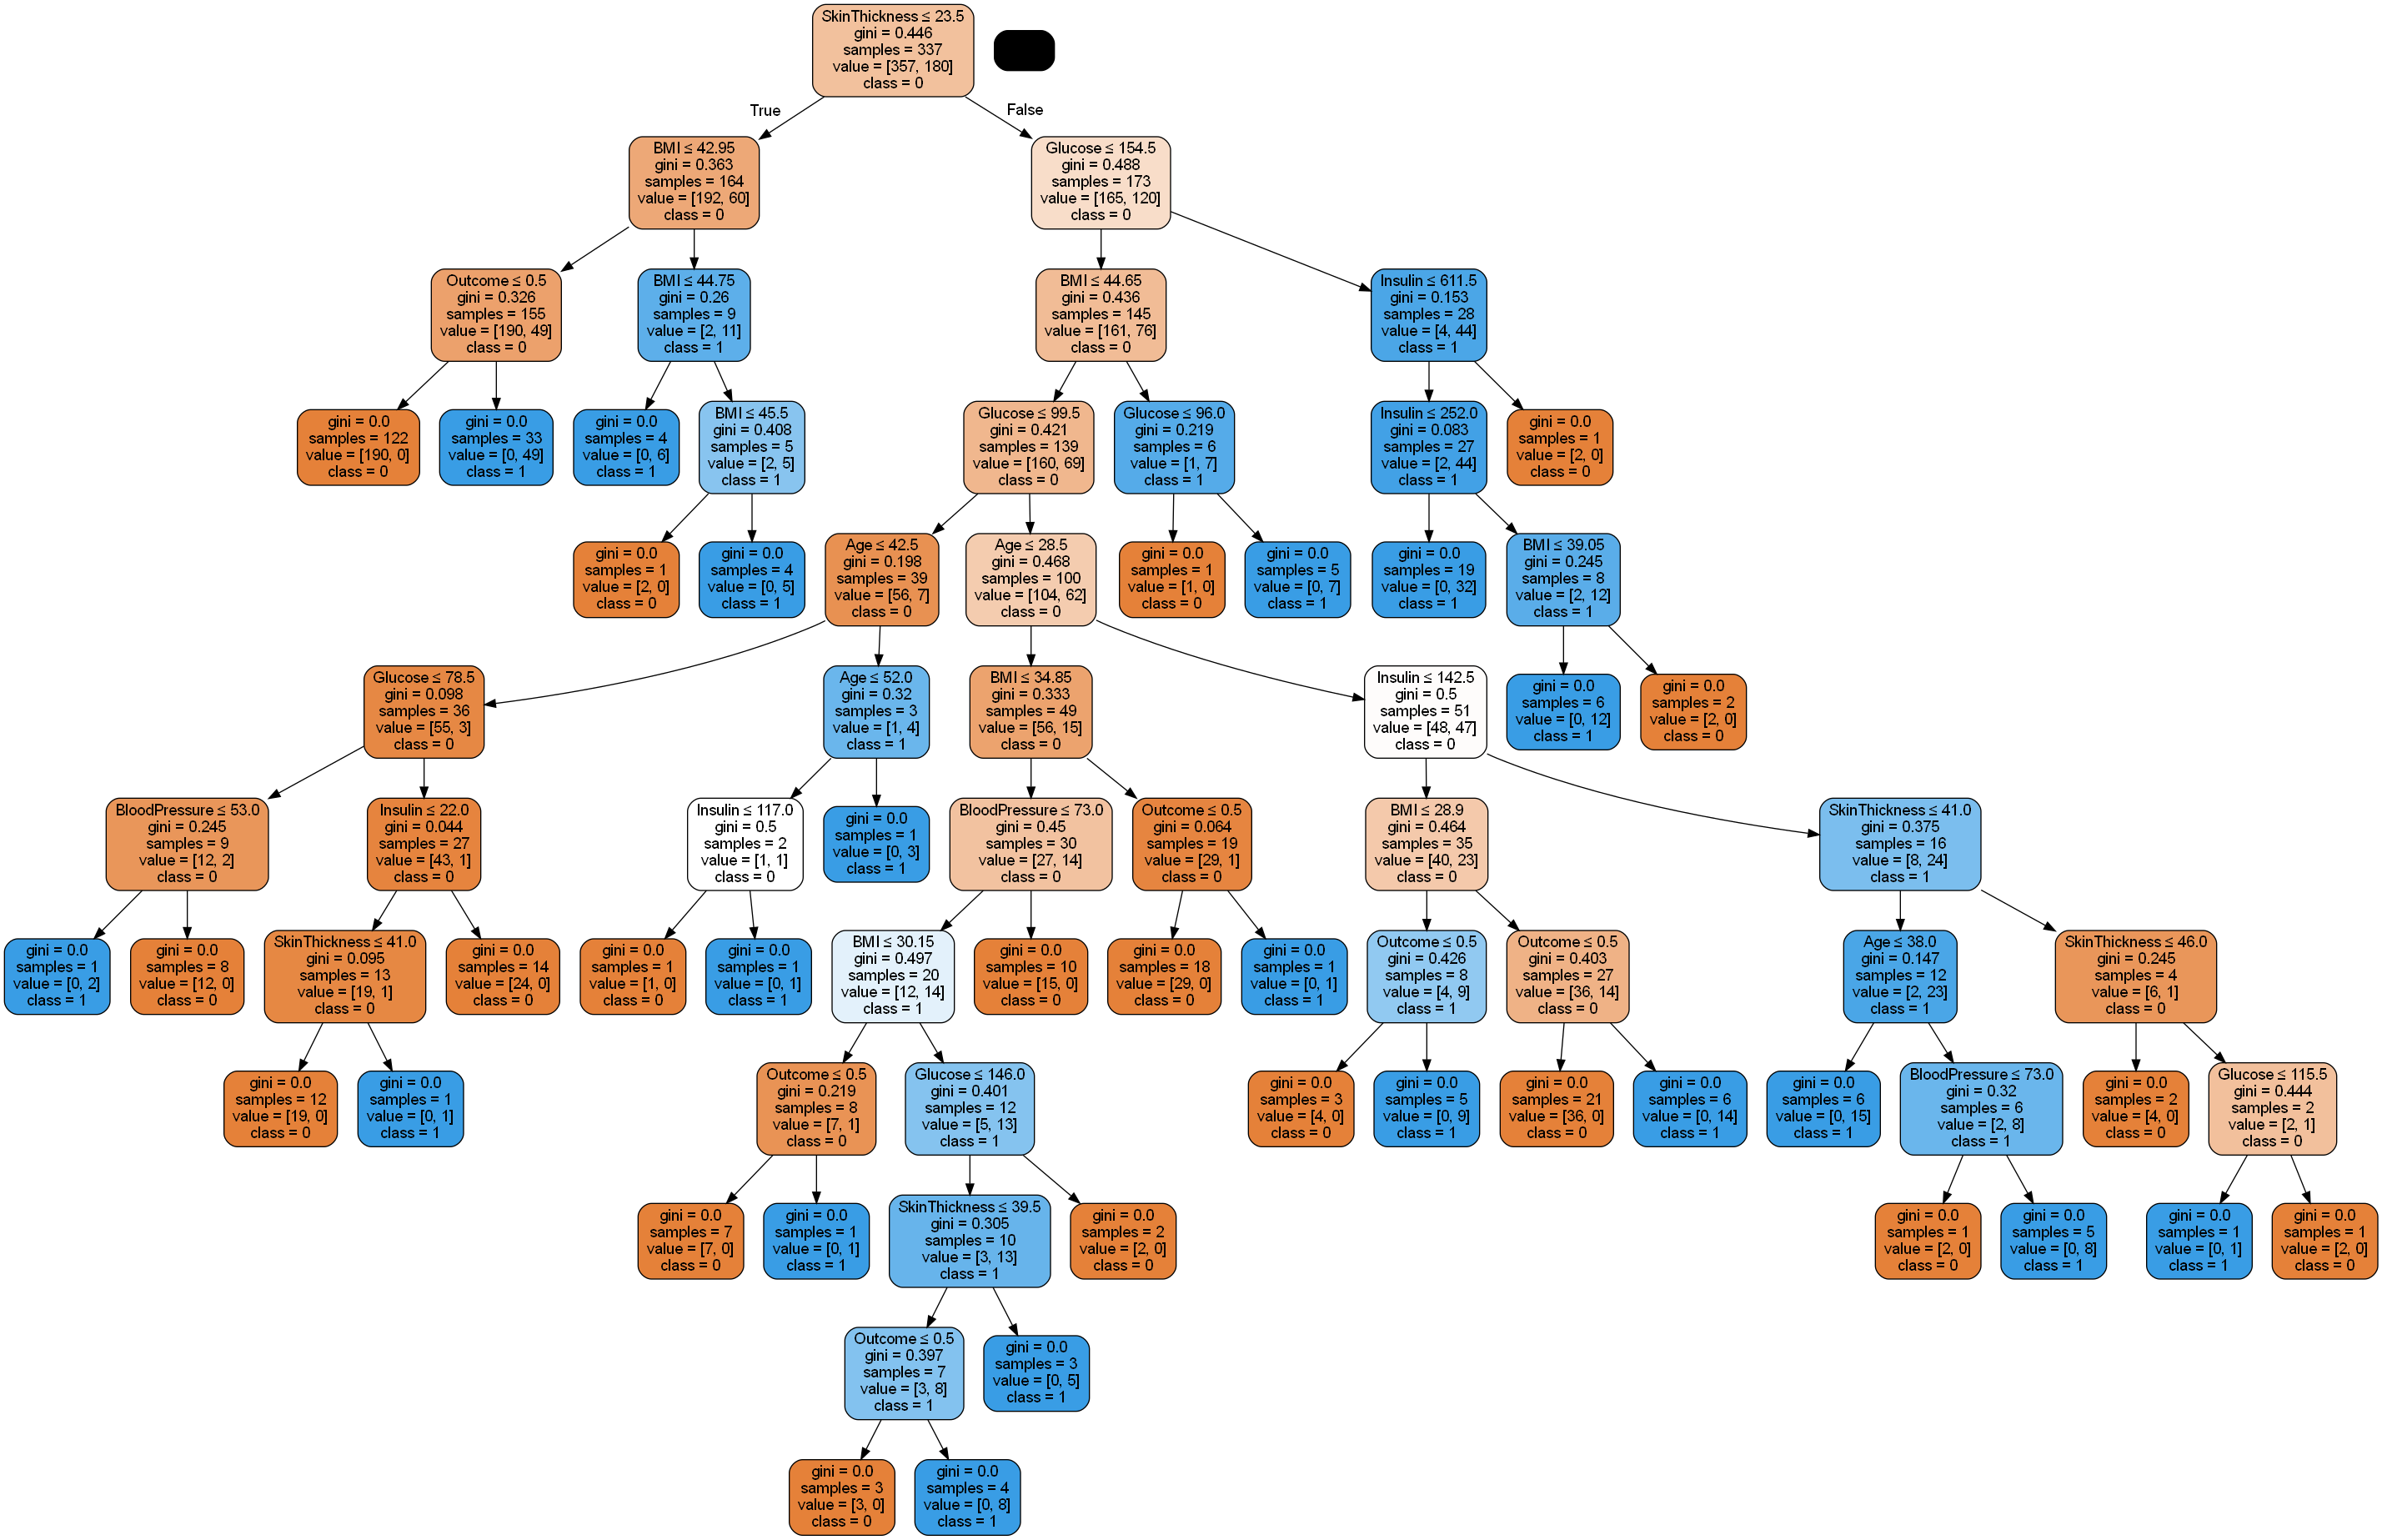 SkinThickness ≤ 23.5
gini = 0.446
samples = 337
value = [357, 180]
class = 0
True
False
BMI ≤ 42.95
gini = 0.363
samples = 164
value = [192, 60]
class = 0
Glucose ≤ 154.5
gini = 0.488
samples = 173
value = [165, 120]
class = 0
Outcome ≤ 0.5
gini = 0.326
samples = 155
value = [190, 49]
class = 0
BMI ≤ 44.75
gini = 0.26
samples = 9
value = [2, 11]
class = 1
BMI ≤ 44.65
gini = 0.436
samples = 145
value = [161, 76]
class = 0
Insulin ≤ 611.5
gini = 0.153
samples = 28
value = [4, 44]
class = 1
gini = 0.0
samples = 122
value = [190, 0]
class = 0
gini = 0.0
samples = 33
value = [0, 49]
class = 1
gini = 0.0
samples = 4
value = [0, 6]
class = 1
BMI ≤ 45.5
gini = 0.408
samples = 5
value = [2, 5]
class = 1
Glucose ≤ 99.5
gini = 0.421
samples = 139
value = [160, 69]
class = 0
Glucose ≤ 96.0
gini = 0.219
samples = 6
value = [1, 7]
class = 1
Insulin ≤ 252.0
gini = 0.083
samples = 27
value = [2, 44]
class = 1
gini = 0.0
samples = 1
value = [2, 0]
class = 0
gini = 0.0
samples = 1
value = [2, 0]
class = 0
gini = 0.0
samples = 4
value = [0, 5]
class = 1
Age ≤ 42.5
gini = 0.198
samples = 39
value = [56, 7]
class = 0
Age ≤ 28.5
gini = 0.468
samples = 100
value = [104, 62]
class = 0
gini = 0.0
samples = 1
value = [1, 0]
class = 0
gini = 0.0
samples = 5
value = [0, 7]
class = 1
gini = 0.0
samples = 19
value = [0, 32]
class = 1
BMI ≤ 39.05
gini = 0.245
samples = 8
value = [2, 12]
class = 1
Glucose ≤ 78.5
gini = 0.098
samples = 36
value = [55, 3]
class = 0
Age ≤ 52.0
gini = 0.32
samples = 3
value = [1, 4]
class = 1
BMI ≤ 34.85
gini = 0.333
samples = 49
value = [56, 15]
class = 0
Insulin ≤ 142.5
gini = 0.5
samples = 51
value = [48, 47]
class = 0
gini = 0.0
samples = 6
value = [0, 12]
class = 1
gini = 0.0
samples = 2
value = [2, 0]
class = 0
BloodPressure ≤ 53.0
gini = 0.245
samples = 9
value = [12, 2]
class = 0
Insulin ≤ 22.0
gini = 0.044
samples = 27
value = [43, 1]
class = 0
Insulin ≤ 117.0
gini = 0.5
samples = 2
value = [1, 1]
class = 0
gini = 0.0
samples = 1
value = [0, 3]
class = 1
BloodPressure ≤ 73.0
gini = 0.45
samples = 30
value = [27, 14]
class = 0
Outcome ≤ 0.5
gini = 0.064
samples = 19
value = [29, 1]
class = 0
BMI ≤ 28.9
gini = 0.464
samples = 35
value = [40, 23]
class = 0
SkinThickness ≤ 41.0
gini = 0.375
samples = 16
value = [8, 24]
class = 1
gini = 0.0
samples = 1
value = [0, 2]
class = 1
gini = 0.0
samples = 8
value = [12, 0]
class = 0
SkinThickness ≤ 41.0
gini = 0.095
samples = 13
value = [19, 1]
class = 0
gini = 0.0
samples = 14
value = [24, 0]
class = 0
gini = 0.0
samples = 1
value = [1, 0]
class = 0
gini = 0.0
samples = 1
value = [0, 1]
class = 1
BMI ≤ 30.15
gini = 0.497
samples = 20
value = [12, 14]
class = 1
gini = 0.0
samples = 10
value = [15, 0]
class = 0
gini = 0.0
samples = 18
value = [29, 0]
class = 0
gini = 0.0
samples = 1
value = [0, 1]
class = 1
Outcome ≤ 0.5
gini = 0.426
samples = 8
value = [4, 9]
class = 1
Outcome ≤ 0.5
gini = 0.403
samples = 27
value = [36, 14]
class = 0
Age ≤ 38.0
gini = 0.147
samples = 12
value = [2, 23]
class = 1
SkinThickness ≤ 46.0
gini = 0.245
samples = 4
value = [6, 1]
class = 0
gini = 0.0
samples = 12
value = [19, 0]
class = 0
gini = 0.0
samples = 1
value = [0, 1]
class = 1
Outcome ≤ 0.5
gini = 0.219
samples = 8
value = [7, 1]
class = 0
Glucose ≤ 146.0
gini = 0.401
samples = 12
value = [5, 13]
class = 1
gini = 0.0
samples = 3
value = [4, 0]
class = 0
gini = 0.0
samples = 5
value = [0, 9]
class = 1
gini = 0.0
samples = 21
value = [36, 0]
class = 0
gini = 0.0
samples = 6
value = [0, 14]
class = 1
gini = 0.0
samples = 6
value = [0, 15]
class = 1
BloodPressure ≤ 73.0
gini = 0.32
samples = 6
value = [2, 8]
class = 1
gini = 0.0
samples = 2
value = [4, 0]
class = 0
Glucose ≤ 115.5
gini = 0.444
samples = 2
value = [2, 1]
class = 0
gini = 0.0
samples = 7
value = [7, 0]
class = 0
gini = 0.0
samples = 1
value = [0, 1]
class = 1
SkinThickness ≤ 39.5
gini = 0.305
samples = 10
value = [3, 13]
class = 1
gini = 0.0
samples = 2
value = [2, 0]
class = 0
gini = 0.0
samples = 1
value = [2, 0]
class = 0
gini = 0.0
samples = 5
value = [0, 8]
class = 1
gini = 0.0
samples = 1
value = [0, 1]
class = 1
gini = 0.0
samples = 1
value = [2, 0]
class = 0
Outcome ≤ 0.5
gini = 0.397
samples = 7
value = [3, 8]
class = 1
gini = 0.0
samples = 3
value = [0, 5]
class = 1
gini = 0.0
samples = 3
value = [3, 0]
class = 0
gini = 0.0
samples = 4
value = [0, 8]
class = 1